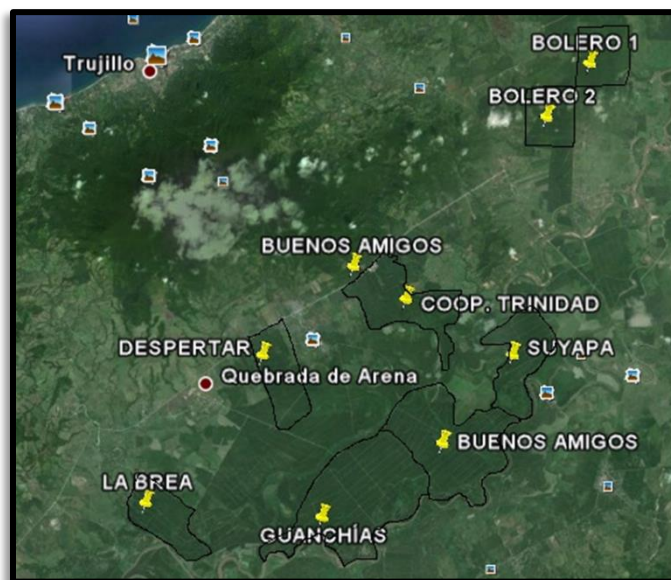 BOLERO 1
Trujillo
BOLERO 2
BUENOS AMIGOS
COOP. TRINIDAD
DESPERTAR
SUYAPA
Quebrada de Arena
BUENOS AMIGOS
LA BREA
GUANCHÍAS